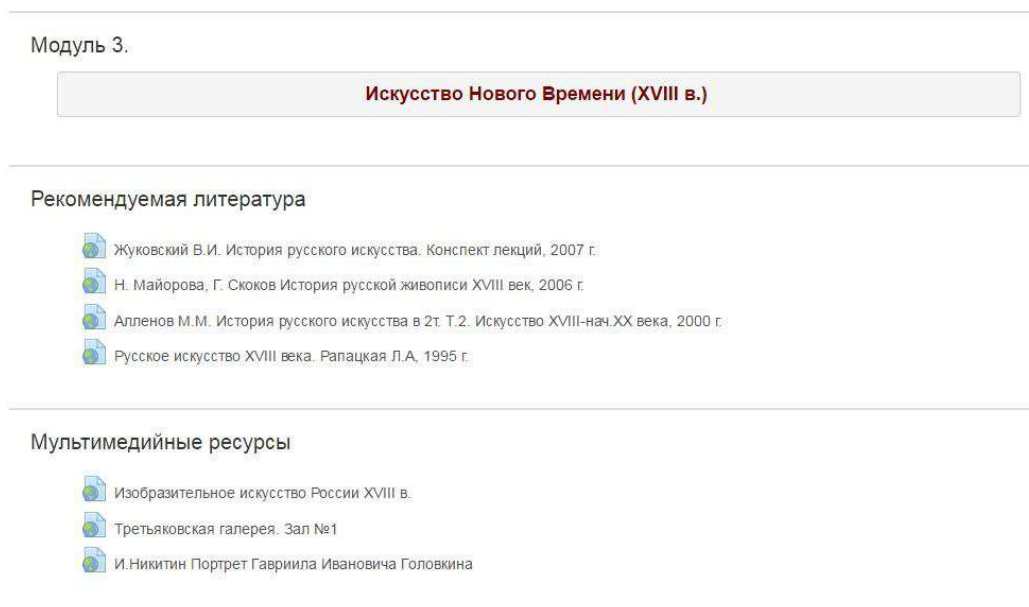 Модуль 3.
Искусство Нового Времени (XVIII в.)
Рекомендуемая литература
Жуковский В.И. История русского искусства. Конспект лекций, 2007 г.
Н. Майорова, Г. Скоков История русской живописи XVIII век, 2006 г.
Алленов М.М. История русского искусства в 2т. Т.2. Искусство XVIII-нач.XX века, 2000 г.
Русское искусство XVIII века. Рапацкая Л.А, 1995 г.
Мультимедийные ресурсы
Изобразительное искусство России XVIII в.
Третьяковская галерея. Зал №1
И.Никитин Портрет Гавриила Ивановича Головкина